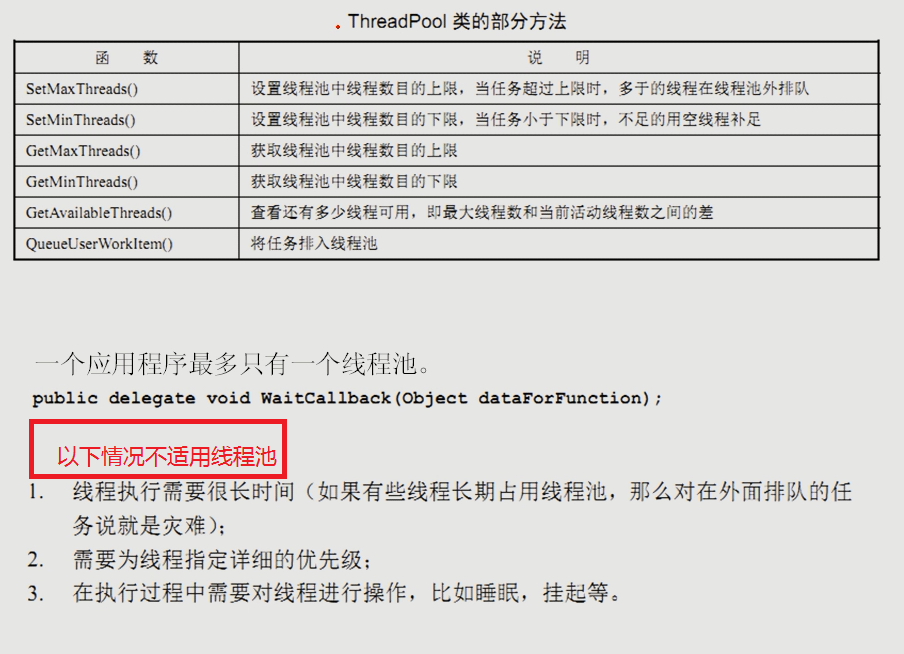 . ThreadPool 类的部分方法
函 数 说 明
SetMaxThreads() 设置线程池中线程数目的上限，当任务超过上限时，多于的线程在线程池外排队
SetMinThreads() 设置线程池中线程数目的下限，当任务小于下限时，不足的用空线程补足
GetMaxThreads() 获取线程池中线程数目的上限
GetMinThreads() 获取线程池中线程数目的下限
GetAvailableThreads() 查看还有多少线程可用，即最大线程数和当前活动线程数之间的差
QueueUserWorkItem() 将任务排入线程池
一个应用程序最多只有一个线程池。
public delegate void WaitCallback(Object dataForFunction);
以下情况不适用线程池
1. 线程执行需要很长时间（如果有些线程长期占用线程池，那么对在外面排队的任
务说就是灾难）；
2. 需要为线程指定详细的优先级；
3. 在执行过程中需要对线程进行操作，比如睡眠，挂起等。